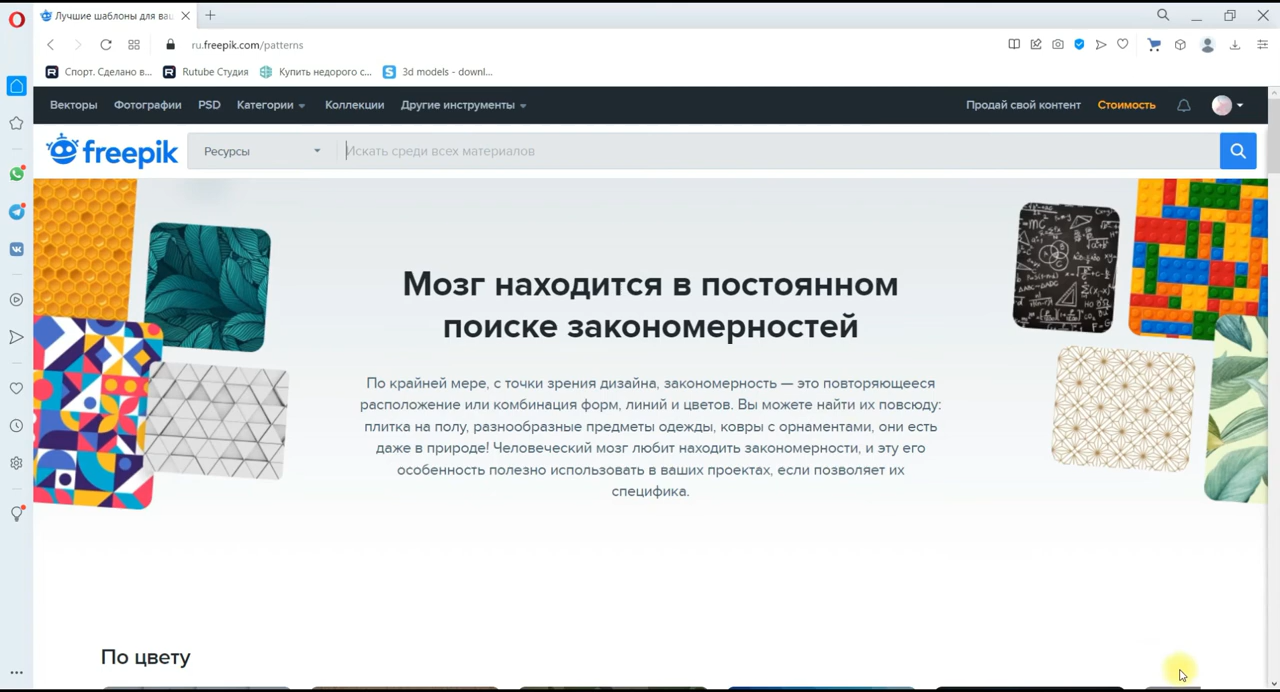 Лучшие шаблоны для ваш
ru.freepik.com/patterns
Спорт. Сделано в... Rutube Студия Купить недорого с... 3d models - downl...
Векторы Фотографии PSD Категории Коллекции Другие инструменты Продай свой контент Стоимость
freepik Ресурсы Искать среди всех материалов
Мозг находится в постоянном
поиске закономерностей
По крайней мере, с точки зрения дизайна, закономерность — это повторяющееся
расположение или комбинация форм, линий и цветов. Вы можете найти их повсюду:
плитка на полу, разнообразные предметы одежды, ковры с орнаментами, они есть
даже в природе! Человеческий мозг любит находить закономерности, и эту его
особенность полезно использовать в ваших проектах, если позволяет их
специфика.
По цвету